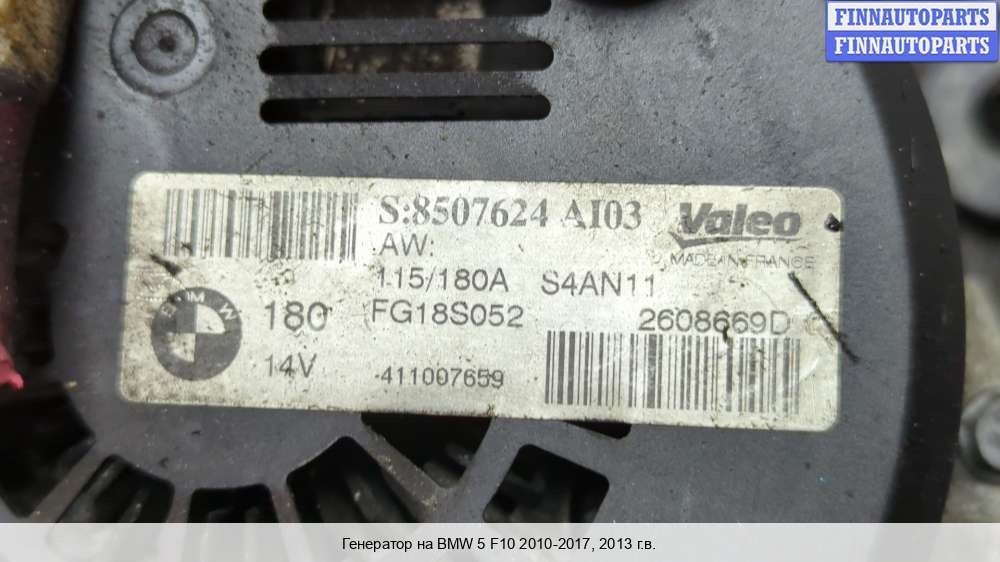 FINNAUTOPARTS
FINNAUTOPARTS
S:8507624 AI03
Valeo
AW:
MADE IN FRANCE
115/180A S4AN11
BMW
180 FG18S052 2608669D
14V 411007659
Генератор на BMW 5 F10 2010-2017, 2013 г.в.